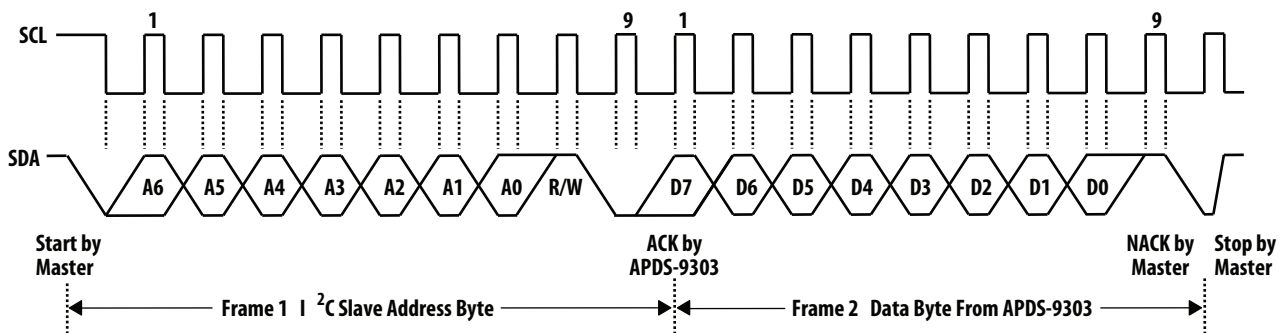 1 9 1 9
SCL
SDA
A6 A5 A4 A3 A2 A1 A0 R/W D7 D6 D5 D4 D3 D2 D1 D0
Start by
Master
ACK by
APDS-9303
NACK by
Master
Stop by
Master
Frame 1 I ²C Slave Address Byte
Frame 2 Data Byte From APDS-9303